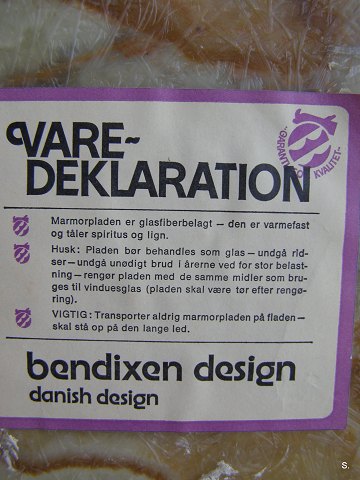 VARE-
DEKLARATION
GARANTI
KVALITET
Marmorpladen er glasfiberbelagt — den er varmefast
og tåler spiritus og lign.
Husk: Pladen bør behandles som glas — undgå rid-
ser — undgå unødigt brud i årerne ved for stor belast-
ning — rengør pladen med de samme midler som bru-
ges til vinduesglas (pladen skal være tør efter rengø-
ring).
VIGTIG: Transporter aldrig marmorpladen på fladen —
skal stå op på den lange led.
bendixen design
danish design
S.